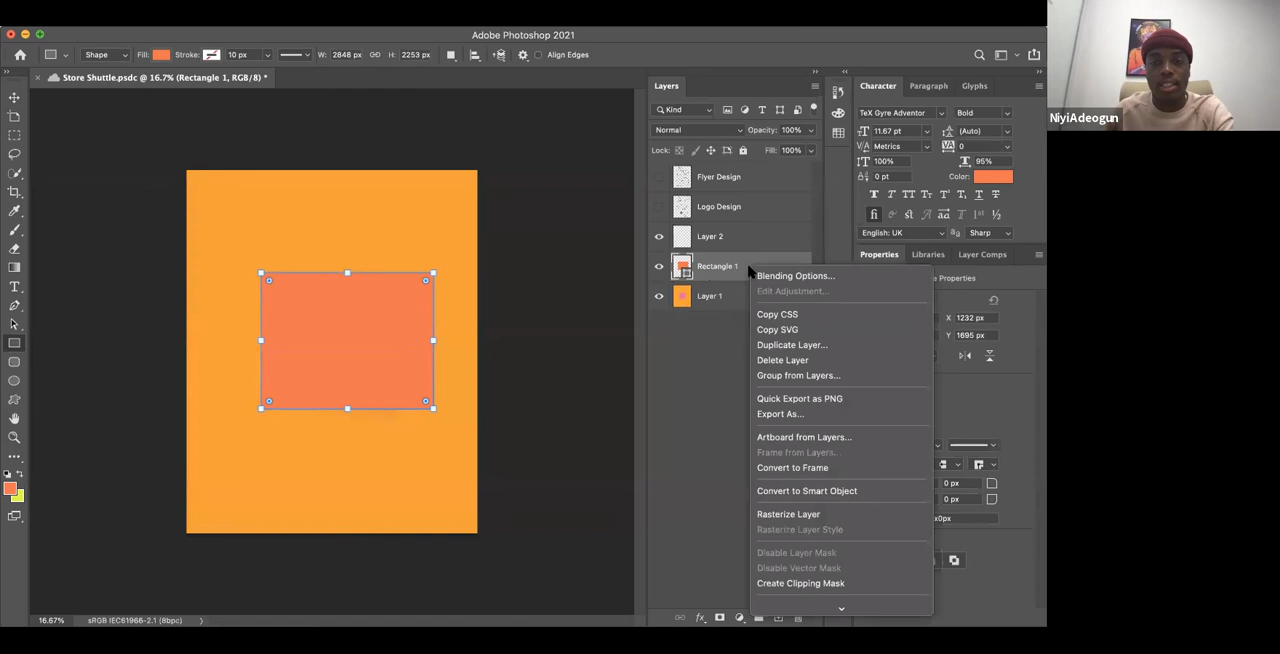 Adobe Photoshop 2021
Shape
Fill:
Stroke:
10 px
W: 2848 px
H: 2253 px
Align Edges
Store Shuttle.psdc @ 16.7% (Rectangle 1, RGB/8) *
Layers
Kind
Normal
Opacity: 100%
Lock:
Fill: 100%
Flyer Design
Logo Design
Layer 2
Rectangle 1
Layer 1
Blending Options...
Edit Adjustment...
Copy CSS
Copy SVG
Duplicate Layer...
Delete Layer
Group from Layers...
Quick Export as PNG
Export As...
Artboard from Layers...
Frame from Layers...
Convert to Frame
Convert to Smart Object
Rasterize Layer
Rasterize Layer Style
Disable Layer Mask
Disable Vector Mask
Create Clipping Mask
Character
Paragraph
Glyphs
TeX Gyre Adventor
Bold
11.67 pt
(Auto)
Metrics
0
100%
95%
0 pt
Color:
English: UK
Sharp
Properties
Libraries
Layer Comps
Properties
X 1232 px
Y 1695 px
0 px
0 px
x0px
16.67%
sRGB IEC61966-2.1 (8bpc)
NiyiAdeogun